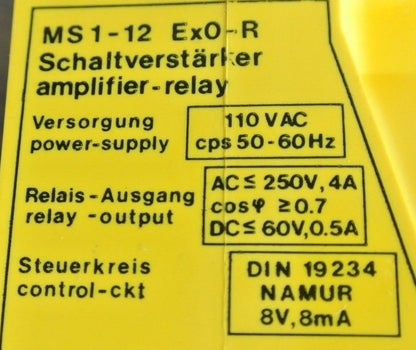 MS1-12 Ex0-R
Schaltverstärker
amplifier-relay
Versorgung 110 VAC
power-supply cps 50-60Hz
Relais-Ausgang AC≤ 250V,4A
relay -output cosφ ≥0.7
DC≤ 60V,0.5A
Steuerkreis DIN 19234
control-ckt NAMUR
8V,8mA